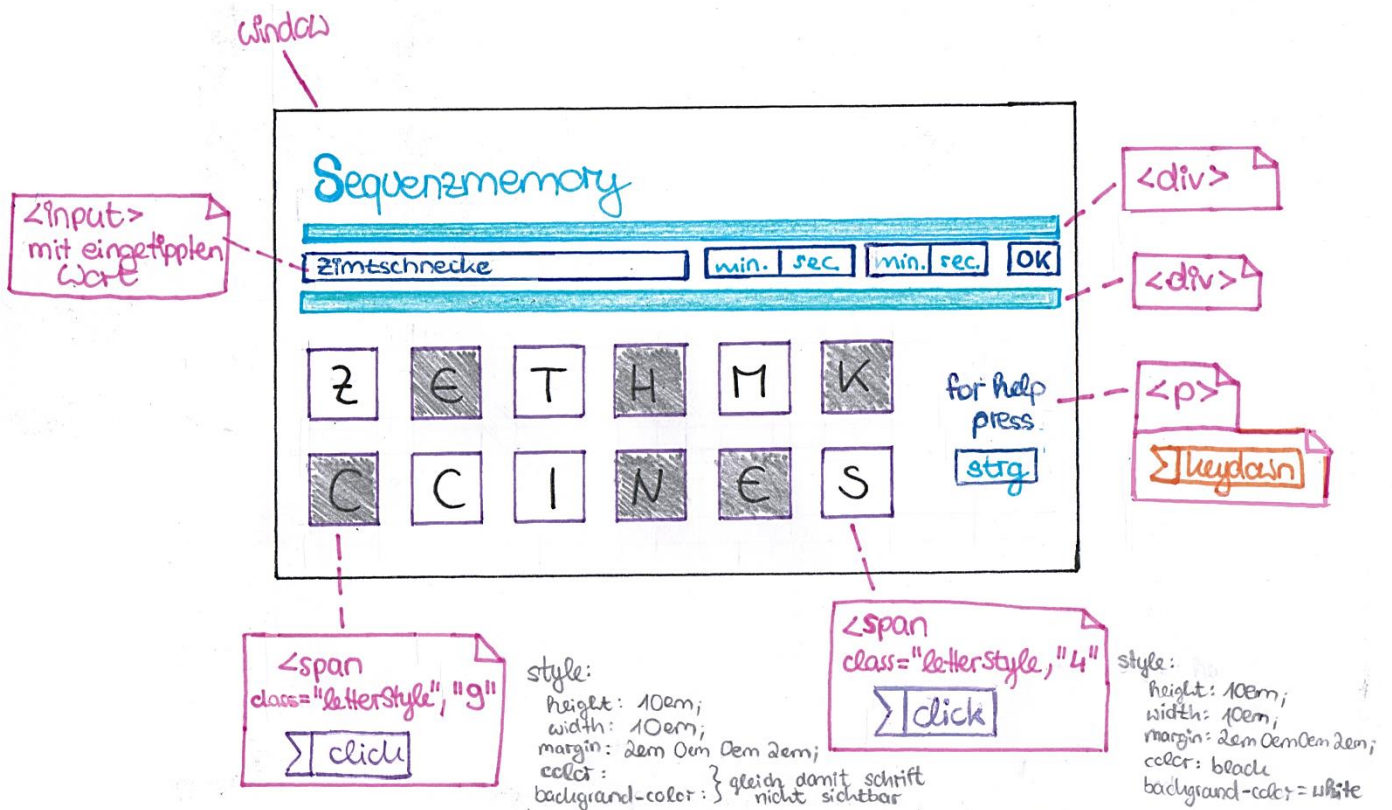 window
Sequenzmemory
<div>
<input>
mit eingetippten
Wort
Zimtschnecke
min. sec.
min. sec.
OK
<div>
Z E T H M K
for help
press
strg
<p>
keydown
C C I N E S
<span
class="letterStyle", "9"
click
style:
height: 10em;
width: 10em;
margin: 2em 0em 0em 2em;
color:
background-color:
} gleich damit schrift
nicht sichtbar
<span
class="letterStyle, "4"
click
style:
height: 10em;
width: 10em;
margin: 2em 0em 0em 2em;
color: black
background-color = white